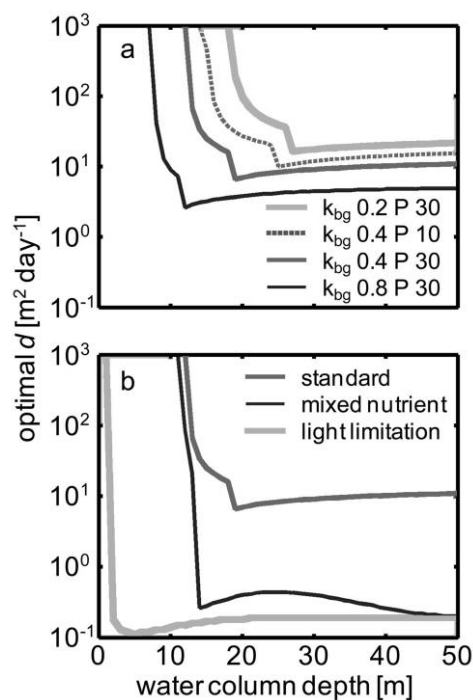 10³
a
10²
10¹
10⁰
10⁻¹
k_bg 0.2 P 30
k_bg 0.4 P 10
k_bg 0.4 P 30
k_bg 0.8 P 30
optimal d [m² day⁻¹]
10³
b
10²
10¹
10⁰
10⁻¹
standard
mixed nutrient
light limitation
0 10 20 30 40 50
water column depth [m]